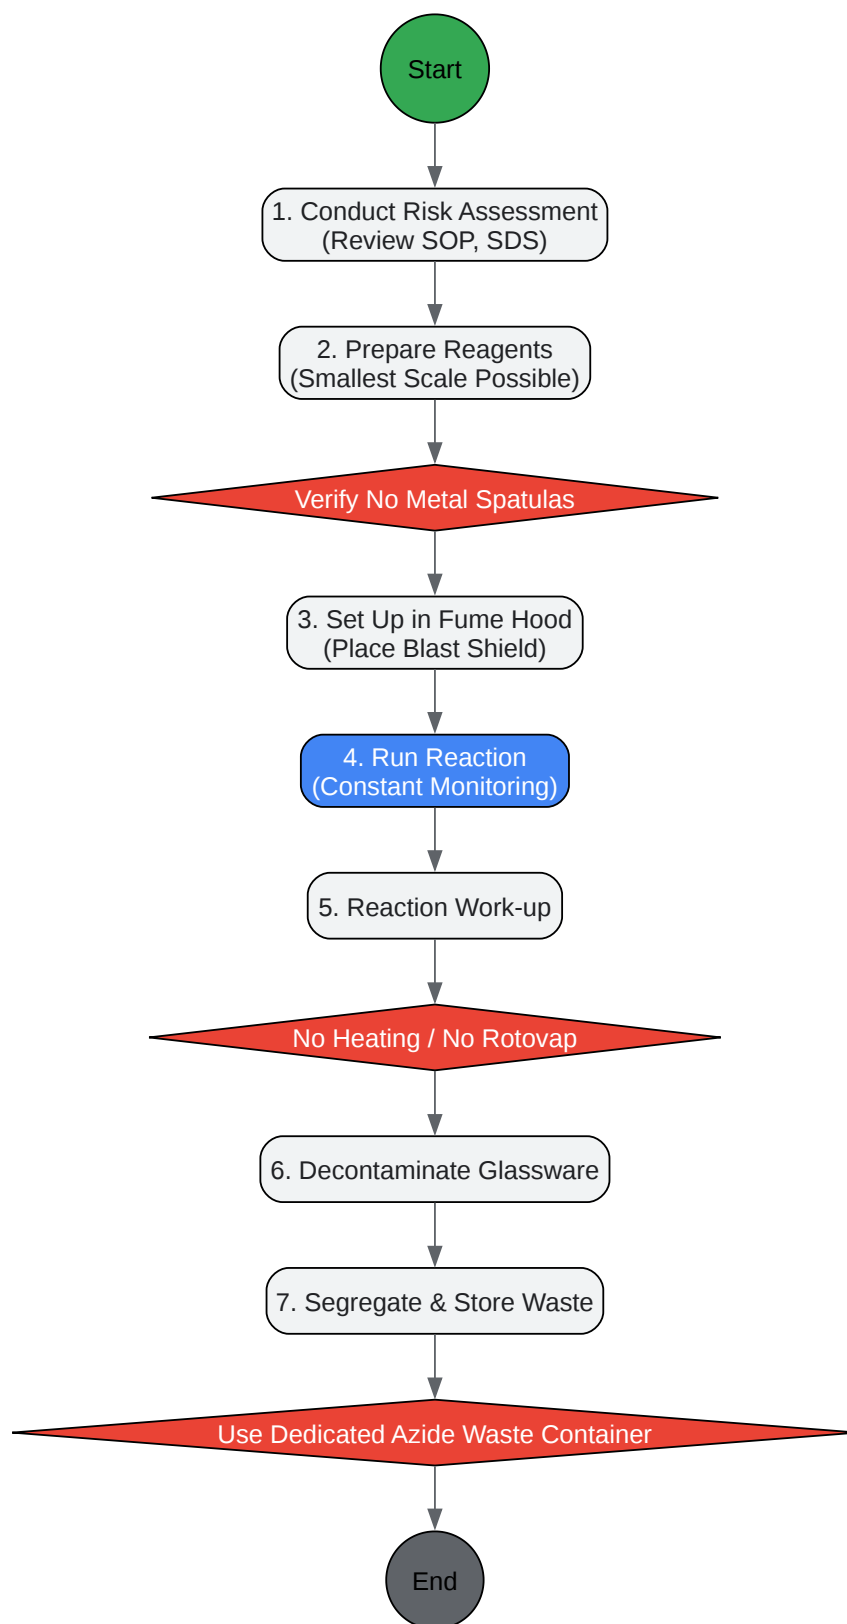 Start
1. Conduct Risk Assessment
(Review SOP, SDS)
2. Prepare Reagents
(Smallest Scale Possible)
Verify No Metal Spatulas
3. Set Up in Fume Hood
(Place Blast Shield)
4. Run Reaction
(Constant Monitoring)
5. Reaction Work-up
No Heating / No Rotovap
6. Decontaminate Glassware
7. Segregate & Store Waste
Use Dedicated Azide Waste Container
End